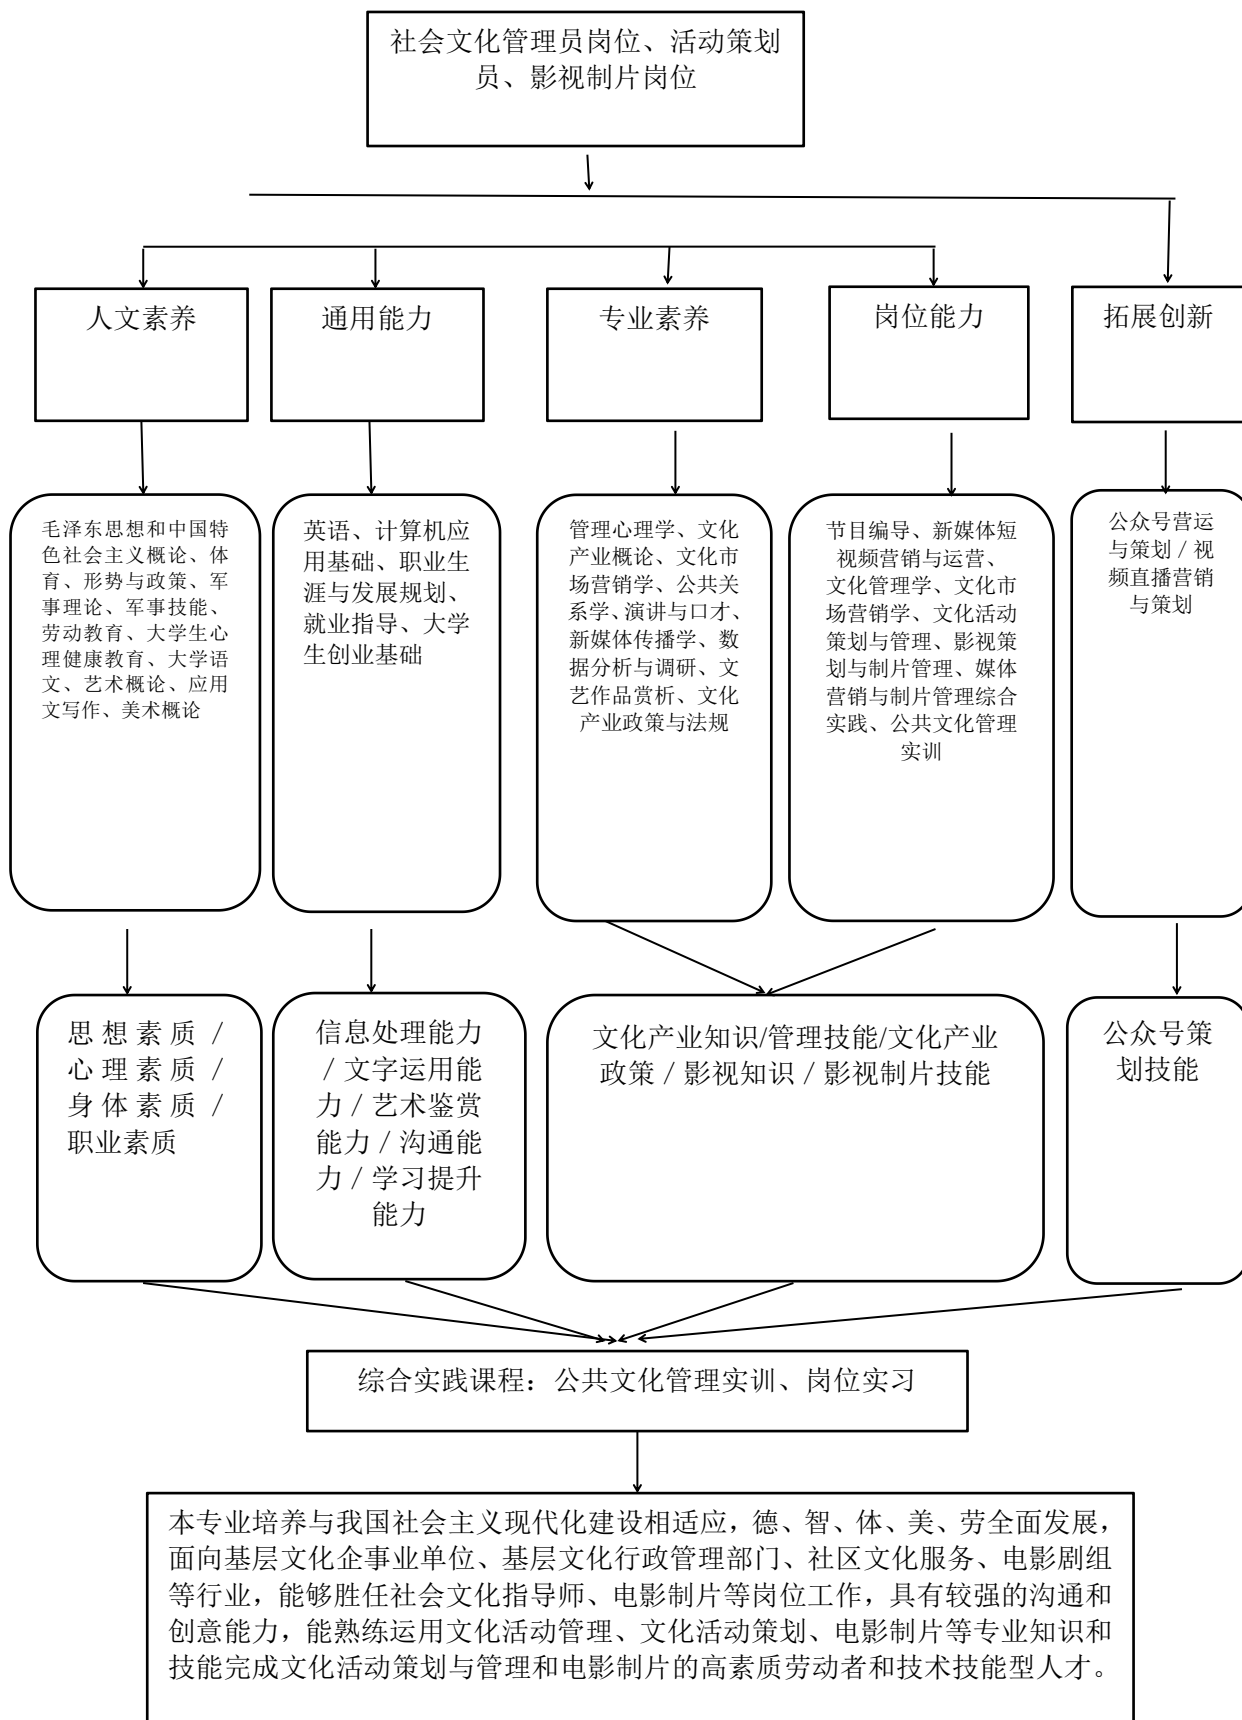 社会文化管理员岗位、活动策划
员、影视制片岗位
人文素养
通用能力
专业素养
岗位能力
拓展创新
毛泽东思想和中国特
色社会主义概论、体
育、形势与政策、军
事理论、军事技能、
劳动教育、大学生心
理健康教育、大学语
文、艺术概论、应用
文写作、美术概论
英语、计算机应
用基础、职业生
涯与发展规划、
就业指导、大学
生创业基础
管理心理学、文化
产业概论、文化市
场营销学、公共关
系学、演讲与口才、
新媒体传播学、数
据分析与调研、文
艺作品赏析、文化
产业政策与法规
节目编导、新媒体短
视频营销与运营、
文化管理学、文化市
场营销学、文化活动
策划与管理、影视策
划与制片管理、媒体
营销与制片管理综合
实践、公共文化管理
实训
公众号营运
与策划 / 视
频直播营销
与策划
思想素质 /
心理素质 /
身体素质 /
职业素质
信息处理能力
/ 文字运用能
力 / 艺术鉴赏
能力 / 沟通能
力 / 学习提升
能力
文化产业知识/管理技能/文化产业
政策 / 影视知识 / 影视制片技能
公众号策
划技能
综合实践课程：公共文化管理实训、岗位实习
本专业培养与我国社会主义现代化建设相适应，德、智、体、美、劳全面发展，
面向基层文化企事业单位、基层文化行政管理部门、社区文化服务、电影剧组
等行业，能够胜任社会文化指导师、电影制片等岗位工作，具有较强的沟通和
创意能力，能熟练运用文化活动管理、文化活动策划、电影制片等专业知识和
技能完成文化活动策划与管理和电影制片的高素质劳动者和技术技能型人才。